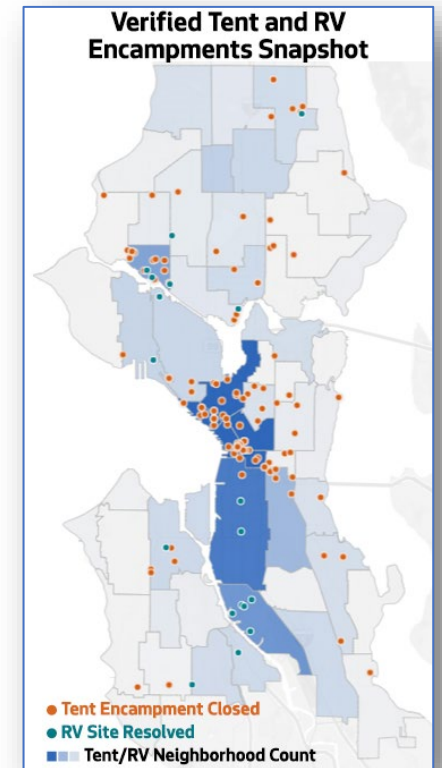 Verified Tent and RV
Encampments Snapshot
Tent Encampment Closed
RV Site Resolved
Tent/RV Neighborhood Count